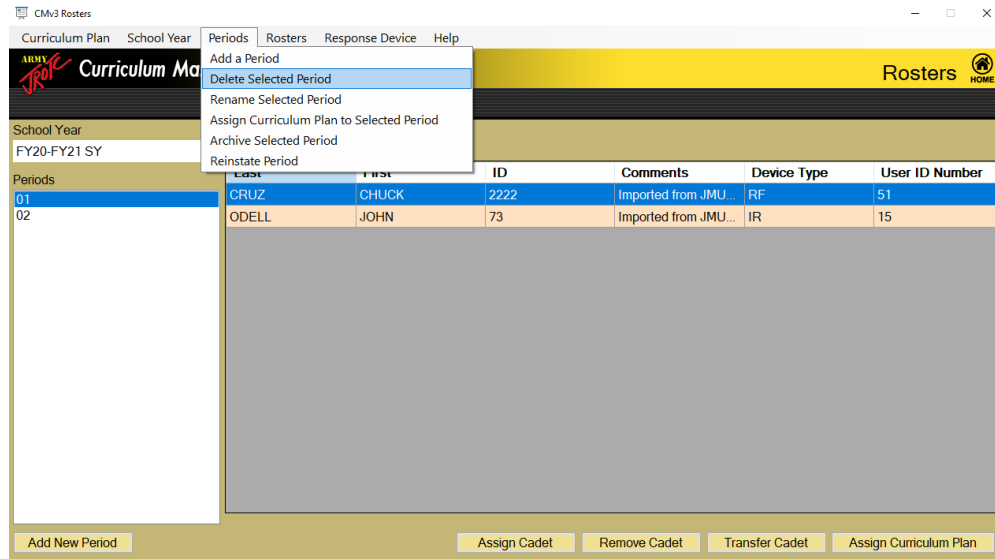 CMv3 Rosters
Curriculum Plan School Year Periods Rosters Response Device Help
ARMY JROTC
Curriculum Ma
Rosters
HOME
Add a Period
Delete Selected Period
Rename Selected Period
Assign Curriculum Plan to Selected Period
Archive Selected Period
Reinstate Period
School Year
FY20-FY21 SY
Periods
01
02
Last First ID Comments Device Type User ID Number
CRUZ CHUCK 2222 Imported from JMU... RF 51
ODELL JOHN 73 Imported from JMU... IR 15
Add New Period Assign Cadet Remove Cadet Transfer Cadet Assign Curriculum Plan